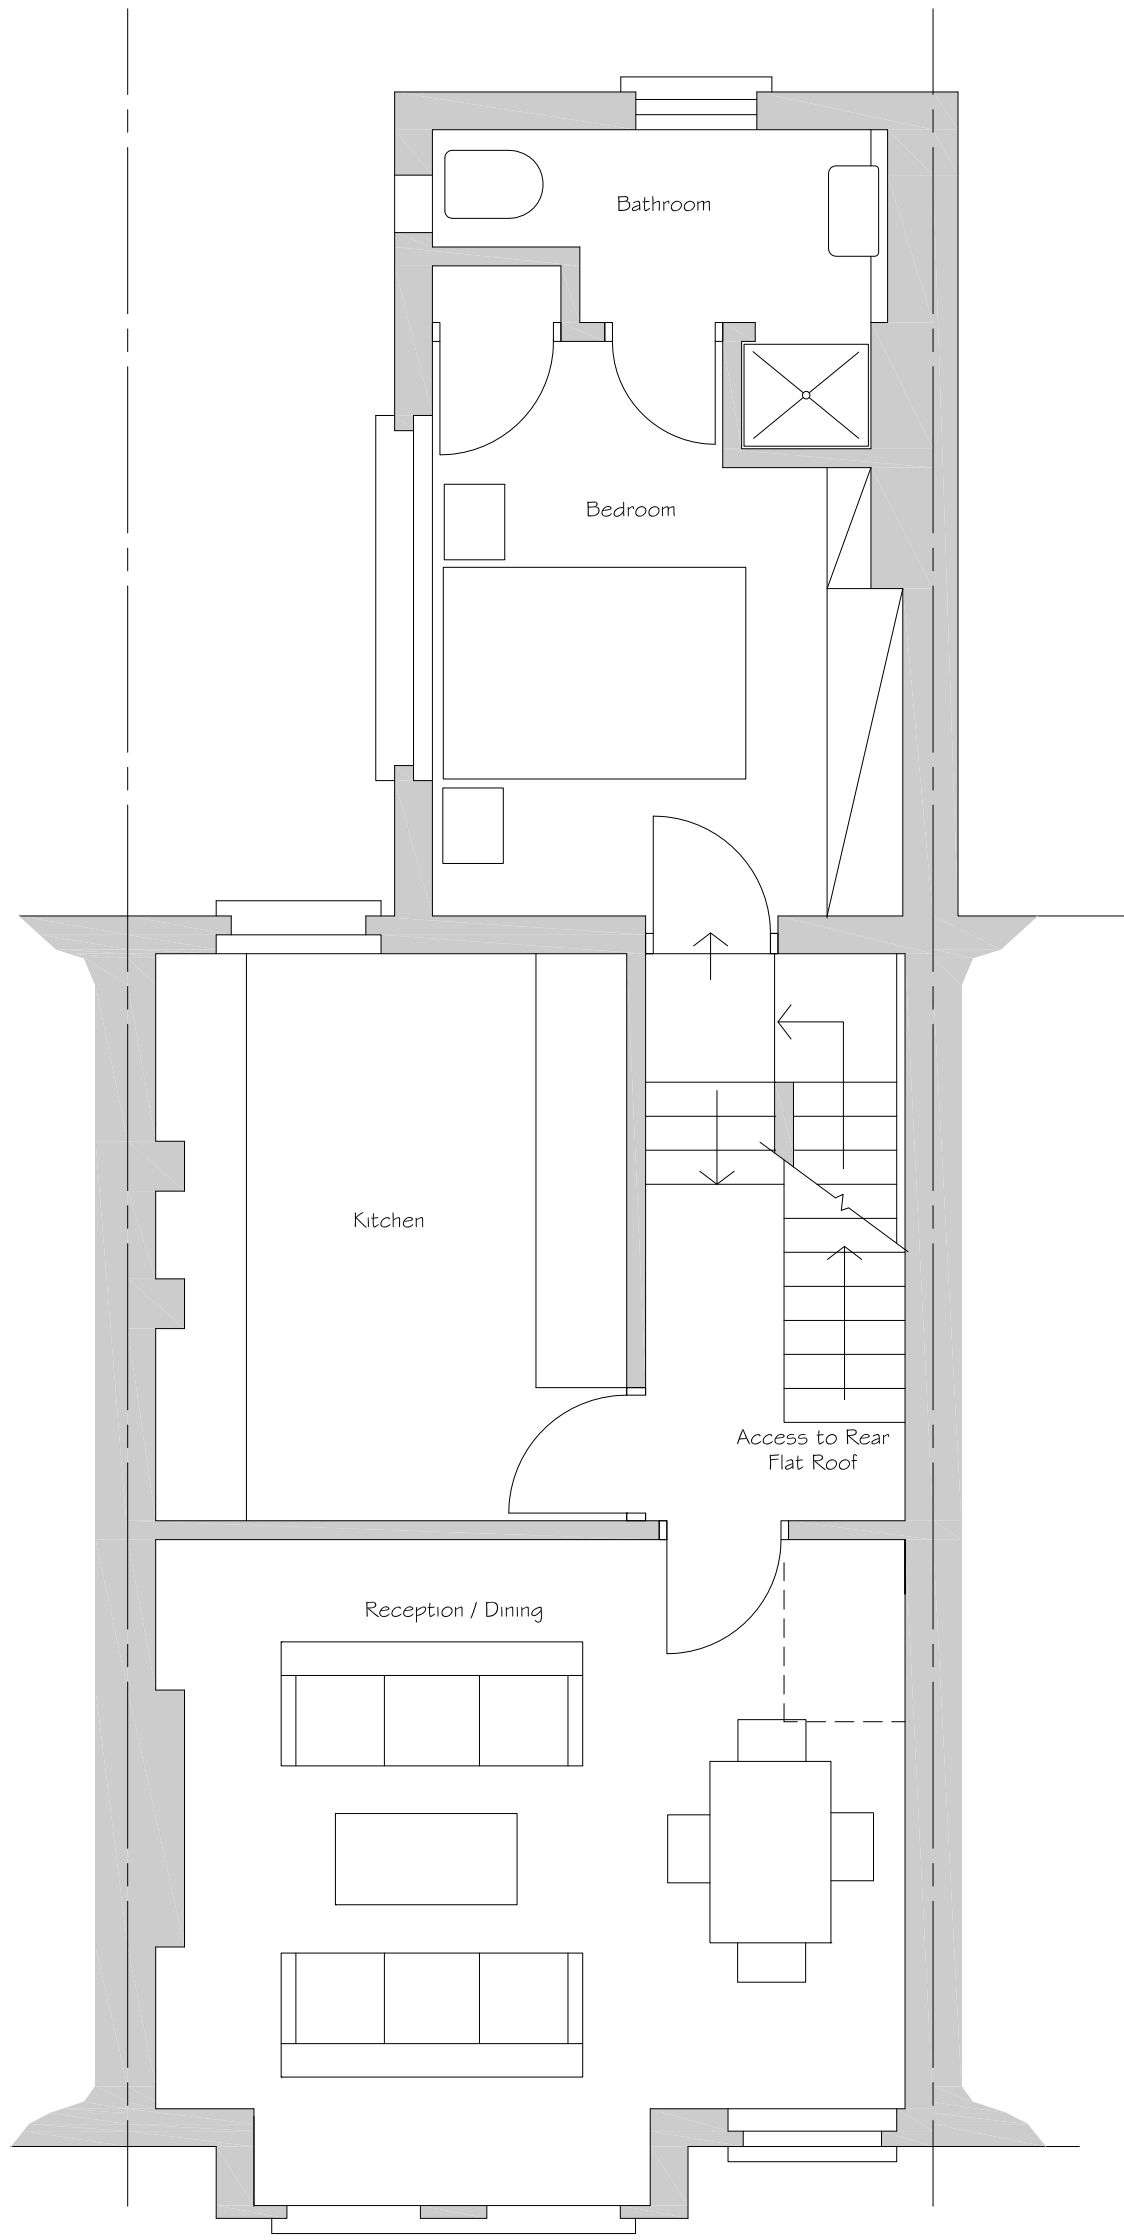 Bathroom
Bedroom
Kitchen
Access to Rear
Flat Roof
Reception / Dining